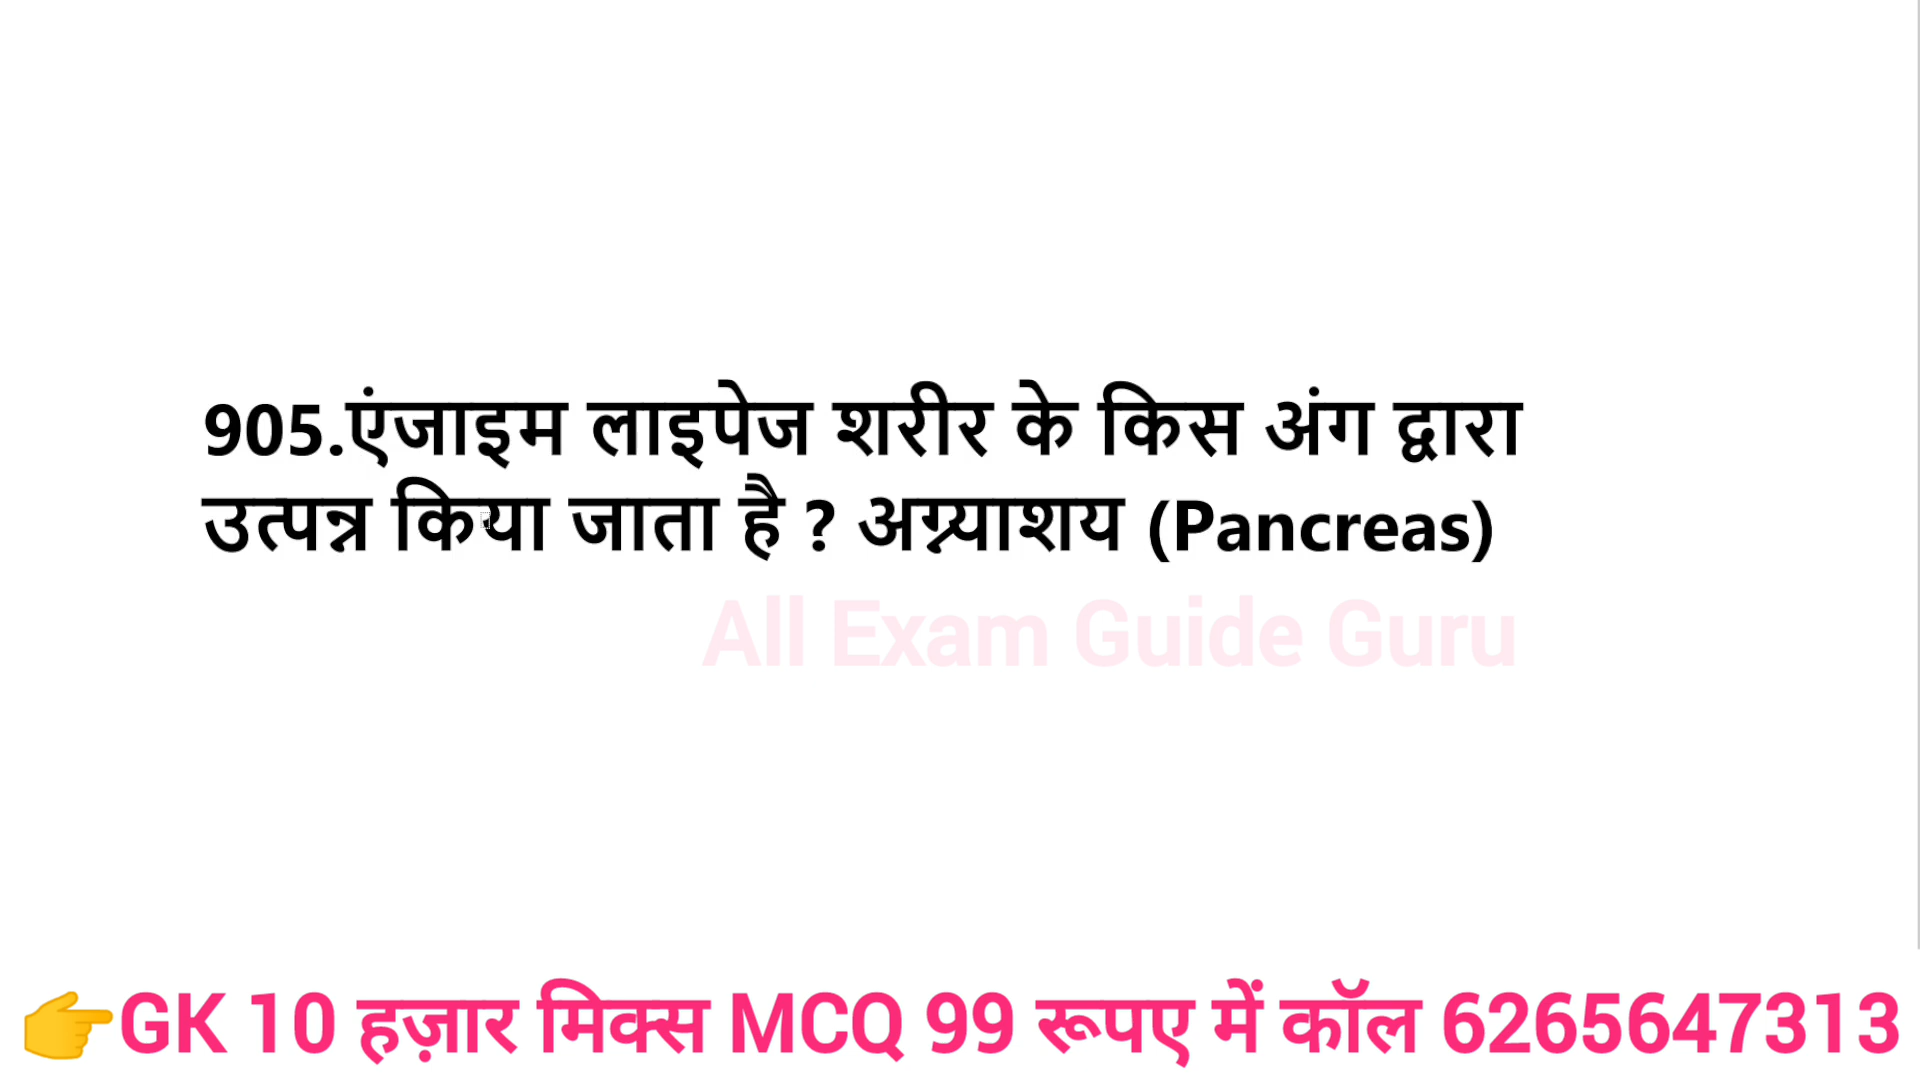 905.एंजाइम लाइपेज शरीर के किस अंग द्वारा
उत्पन्न किया जाता है ? अग्न्याशय (Pancreas)
All Exam Guide Guru
👉GK 10 हज़ार मिक्स MCQ 99 रूपए में कॉल 6265647313